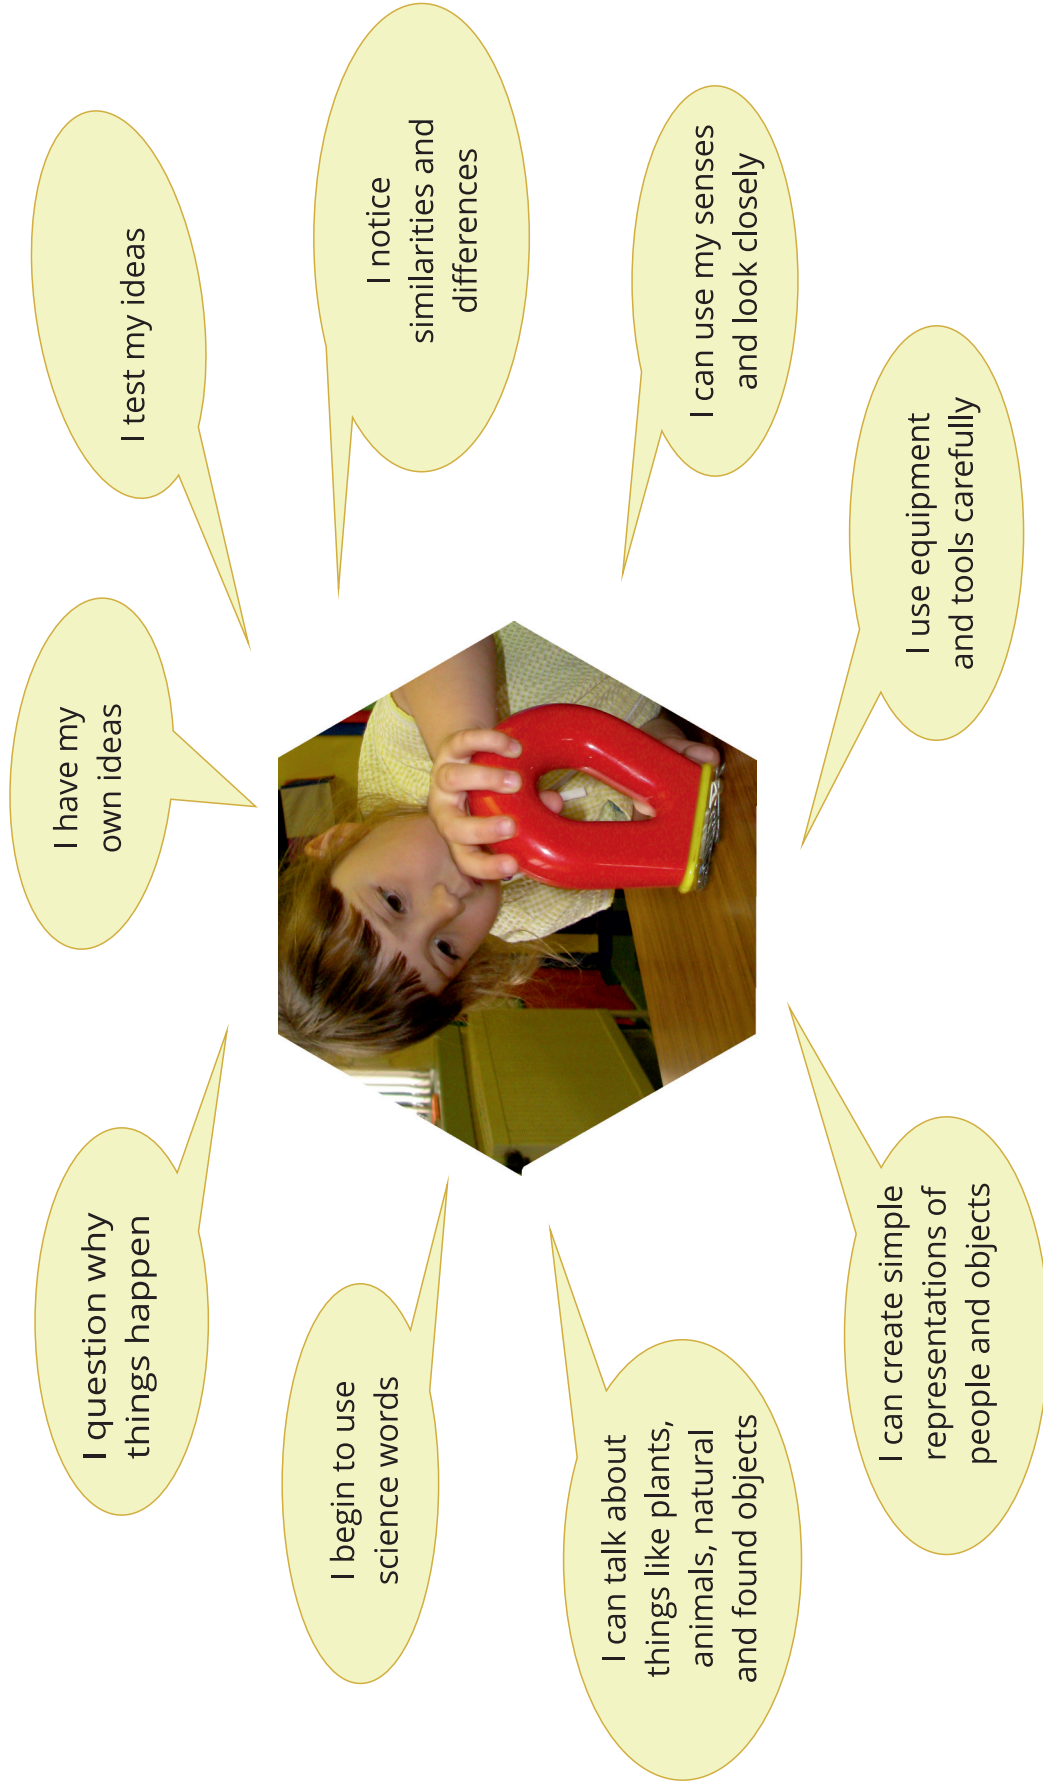 I question why
things happen
I have my
own ideas
I test my ideas
I begin to use
science words
I notice
similarities and
differences
I can talk about
things like plants,
animals, natural
and found objects
I can use my senses
and look closely
I can create simple
representations of
people and objects
I use equipment
and tools carefully